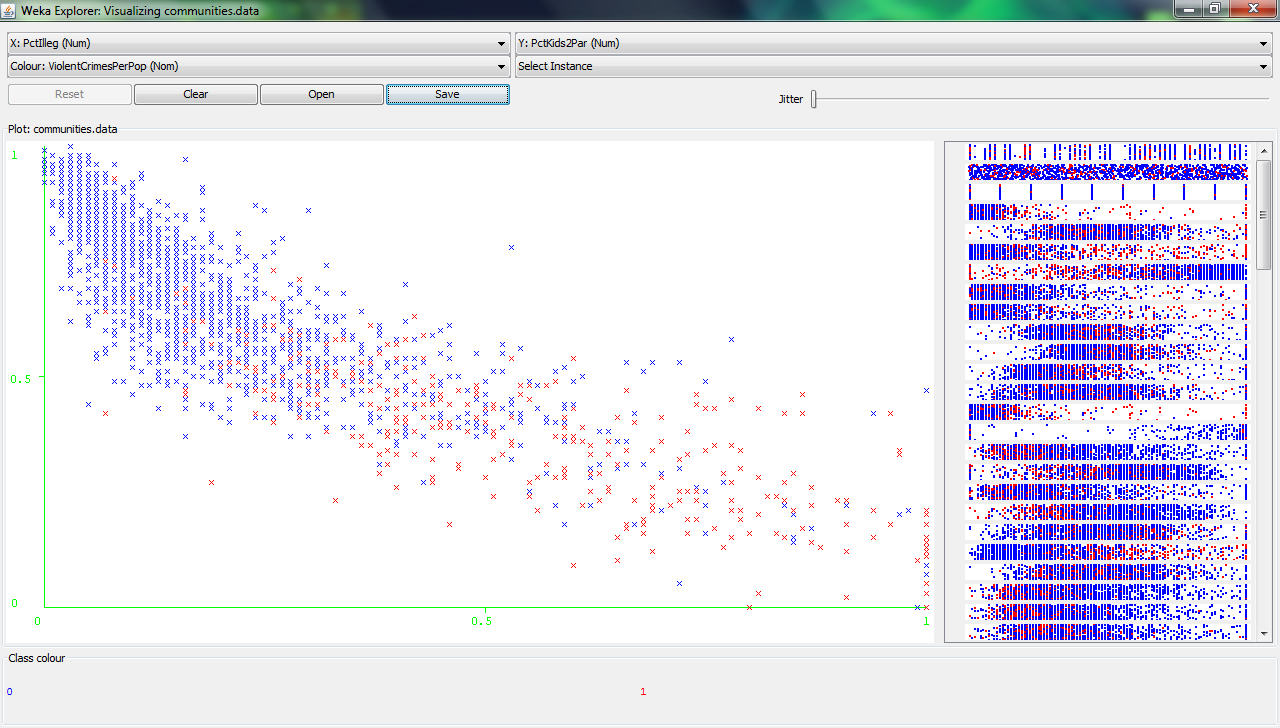 Weka Explorer: Visualizing communities.data
X: PctIlleg (Num)
Y: PctKids2Par (Num)
Colour: ViolentCrimesPerPop (Nom)
Select Instance
Reset
Clear
Open
Save
Jitter
Plot: communities.data
1
0.5
0
0
0.5
1
Class colour
0
1